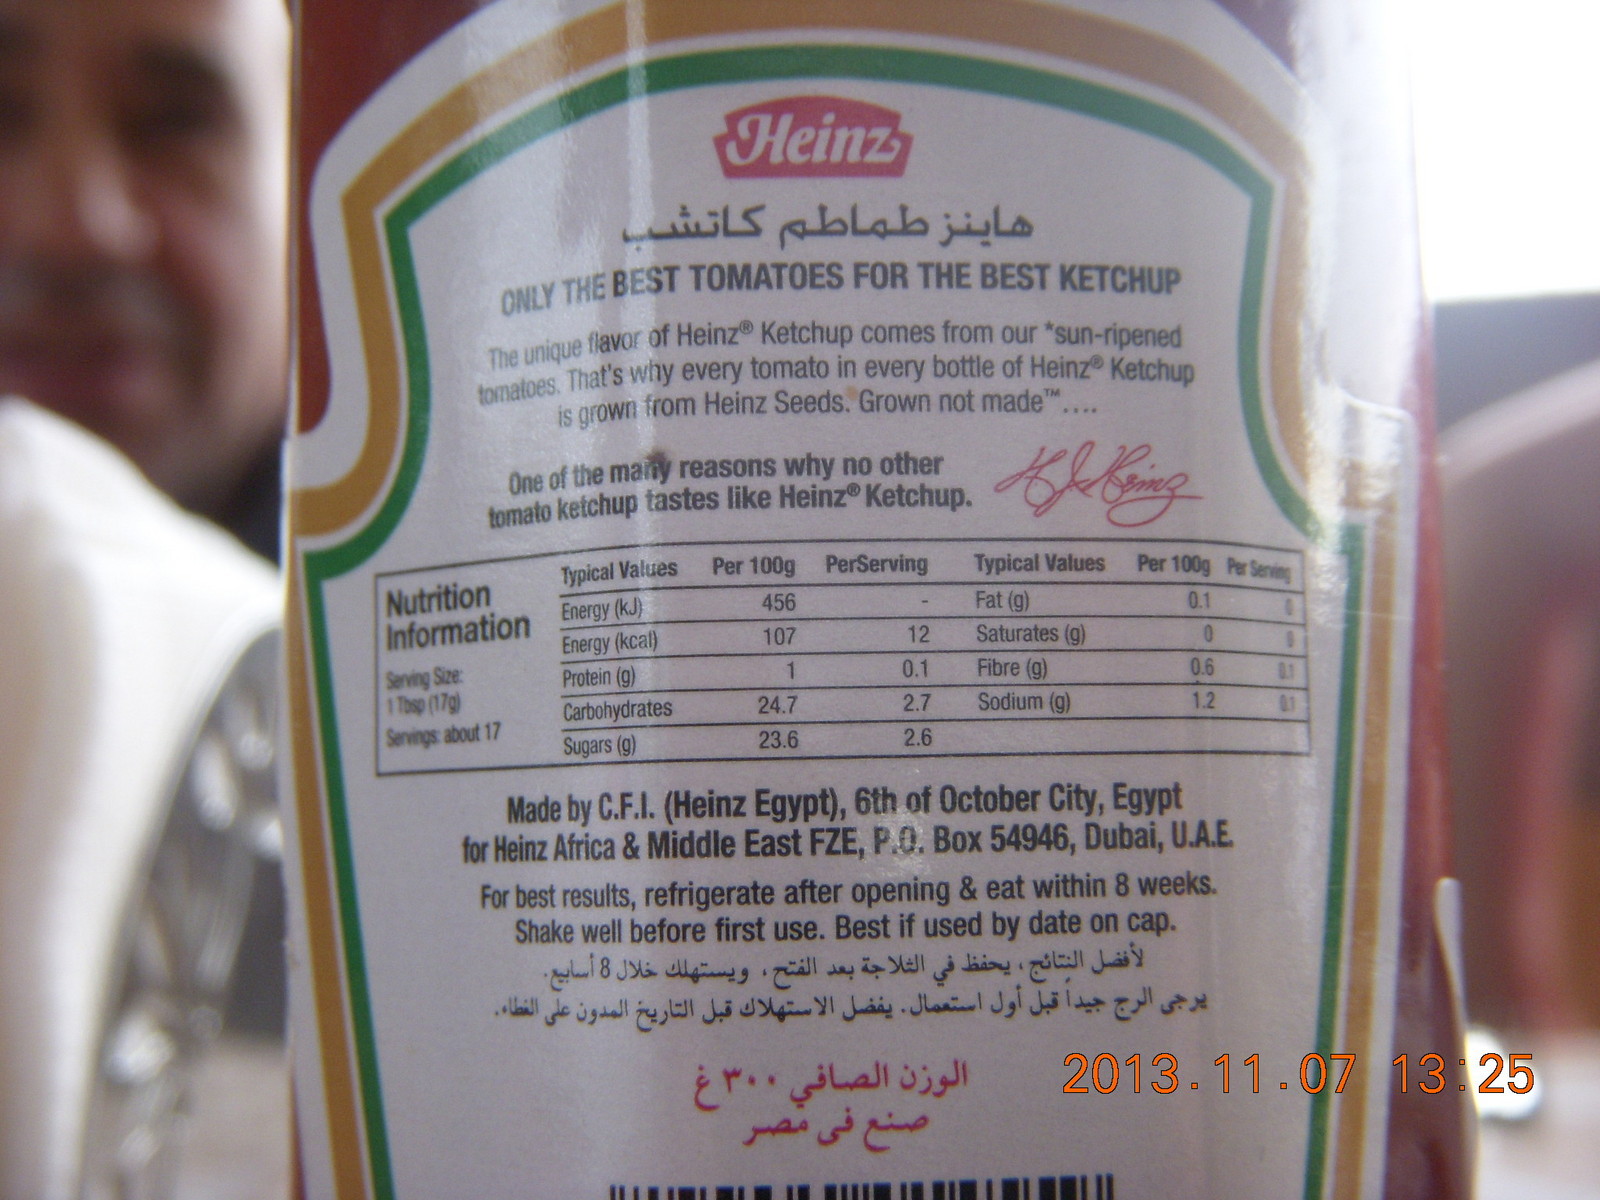 Heinz
هاينز طماطم كاتشب
ONLY THE BEST TOMATOES FOR THE BEST KETCHUP
The unique flavor of Heinz® Ketchup comes from our *sun-ripened
tomatoes. That's why every tomato in every bottle of Heinz® Ketchup
is grown from Heinz Seeds. Grown not made™....
One of the many reasons why no other
tomato ketchup tastes like Heinz® Ketchup.
H J Heinz
Nutrition
Information
Serving Size:
1 Tbsp (17g)
Servings: about 17
Typical Values Per 100g PerServing Typical Values Per 100g Per Serving
Energy (kJ) 456 - Fat (g) 0.1 0
Energy (kcal) 107 12 Saturates (g) 0 0
Protein (g) 1 0.1 Fibre (g) 0.6 0.1
Carbohydrates 24.7 2.7 Sodium (g) 1.2 0.1
Sugars (g) 23.6 2.6
Made by C.F.I. (Heinz Egypt), 6th of October City, Egypt
for Heinz Africa & Middle East FZE, P.O. Box 54946, Dubai, U.A.E.
For best results, refrigerate after opening & eat within 8 weeks.
Shake well before first use. Best if used by date on cap.
لأفضل النتائج، يحفظ في الثلاجة بعد الفتح، ويستهلك خلال 8 أسابيع.
يرجى الرج جيداً قبل أول استعمال. يفضل الاستهلاك قبل التاريخ المدون على الغطاء.
الوزن الصافي ٣٠٠ غ
صنع فى مصر
2013.11.07 13:25